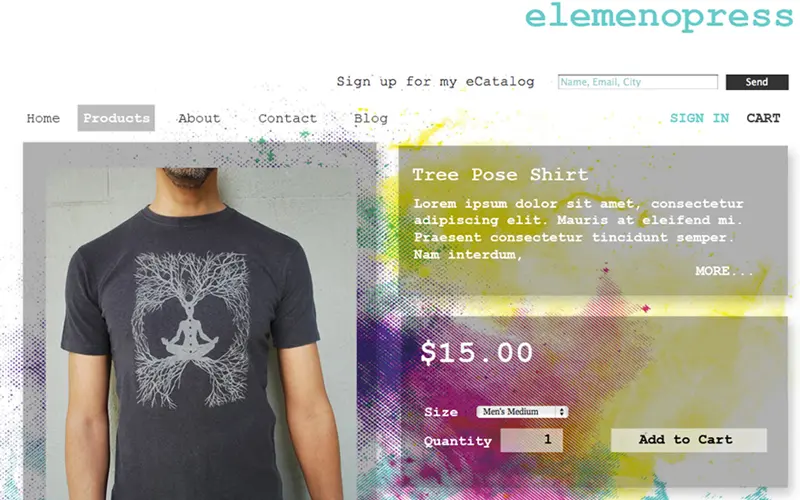 elemenopress
Sign up for my eCatalog
Name, Email, City
Send
Home Products About Contact Blog
SIGN IN CART
Tree Pose Shirt
Lorem ipsum dolor sit amet, consectetur
adipiscing elit. Mauris at eleifend mi.
Praesent consectetur tincidunt semper.
Nam interdum,
MORE...
$15.00
Size Men's Medium
Quantity 1
Add to Cart